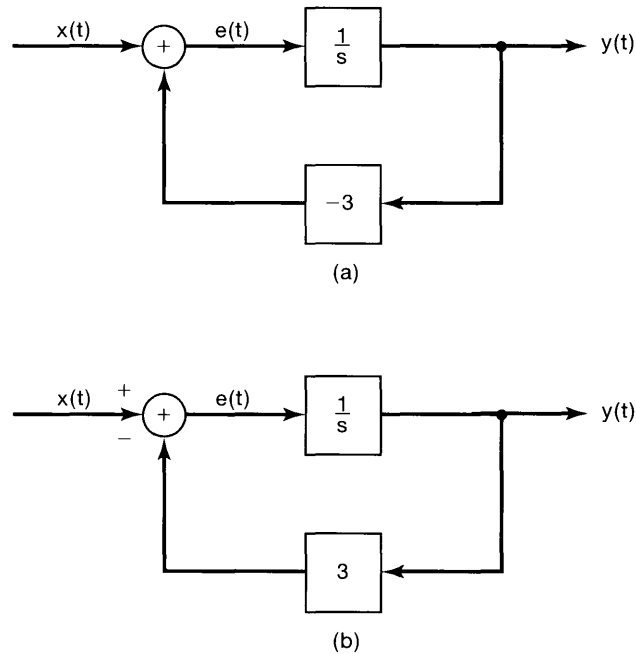 x(t) + e(t) 1/s y(t)
−3
(a)
+
x(t) + e(t) 1/s y(t)
−
3
(b)